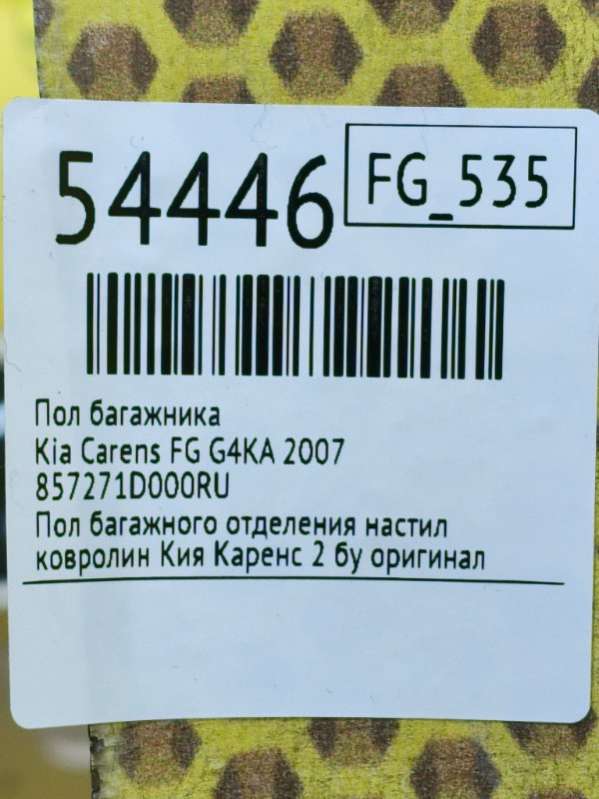 54446
FG_535
Пол багажника
Kia Carens FG G4KA 2007
857271D000RU
Пол багажного отделения настил
ковролин Кия Каренс 2 бу оригинал